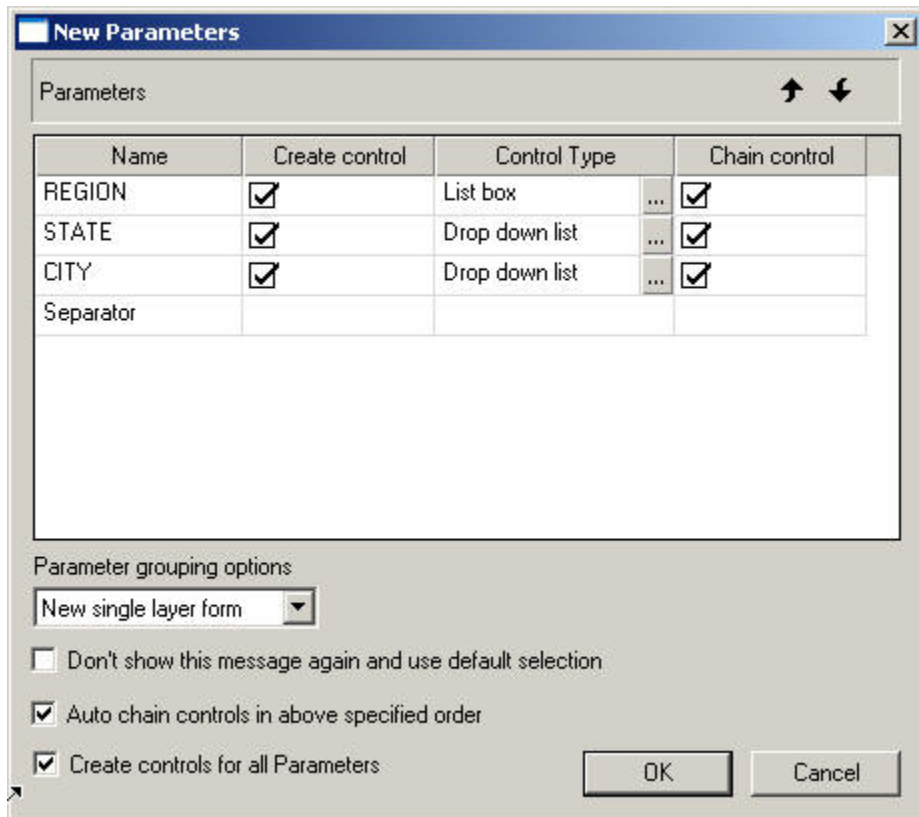 New Parameters
Parameters
Name Create control Control Type Chain control
REGION List box ...
STATE Drop down list ...
CITY Drop down list ...
Separator
Parameter grouping options
New single layer form
Don't show this message again and use default selection
Auto chain controls in above specified order
Create controls for all Parameters
OK Cancel